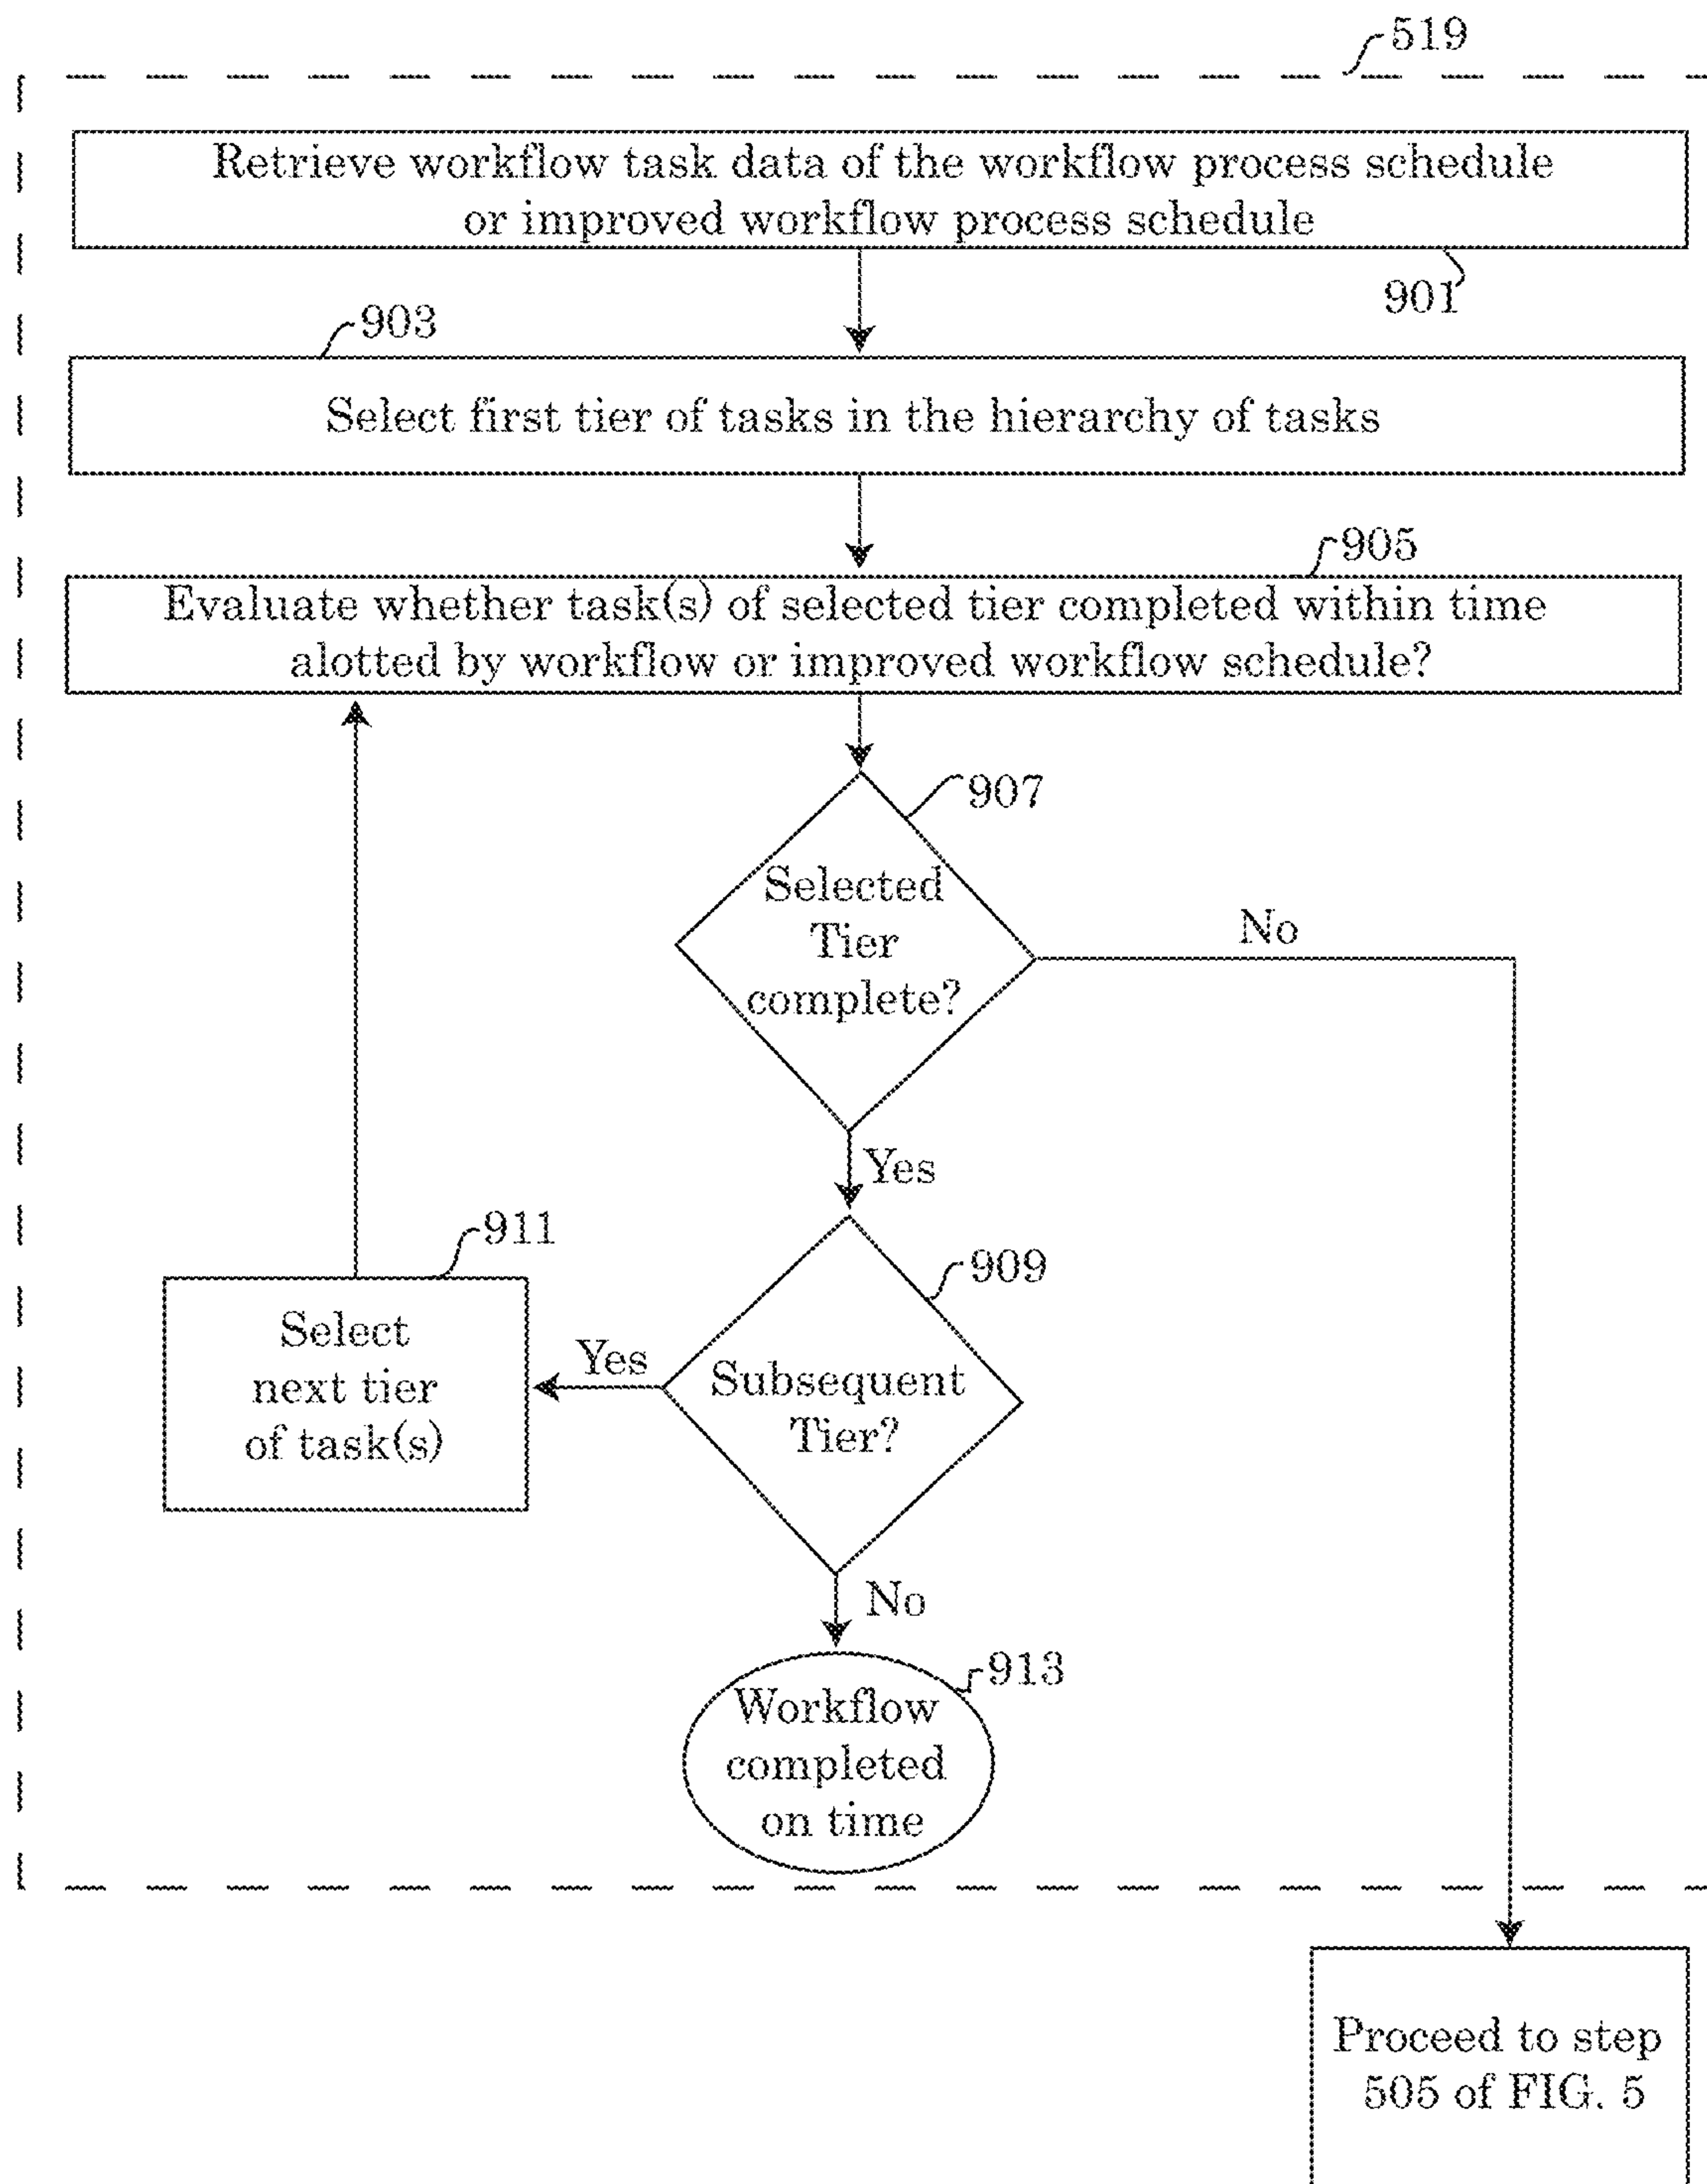 519
Retrieve workflow task data of the workflow process schedule
or improved workflow process schedule
901
903
Select first tier of tasks in the hierarchy of tasks
905
Evaluate whether task(s) of selected tier completed within time
alotted by workflow or improved workflow schedule?
907
Selected
Tier
complete?
No
Yes
911
909
Select
next tier
of task(s)
Yes
Subsequent
Tier?
No
913
Workflow
completed
on time
Proceed to step
505 of FIG. 5